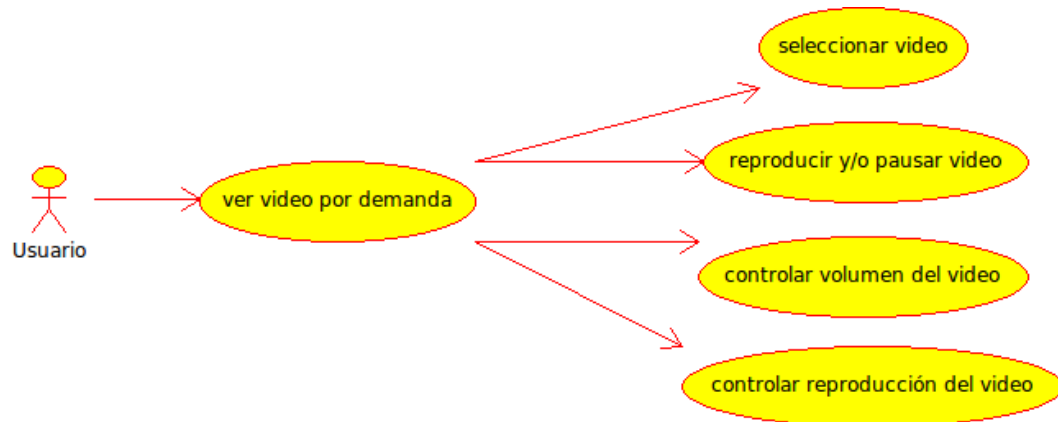 seleccionar video
reproducir y/o pausar video
ver video por demanda
Usuario
controlar volumen del video
controlar reproducción del video